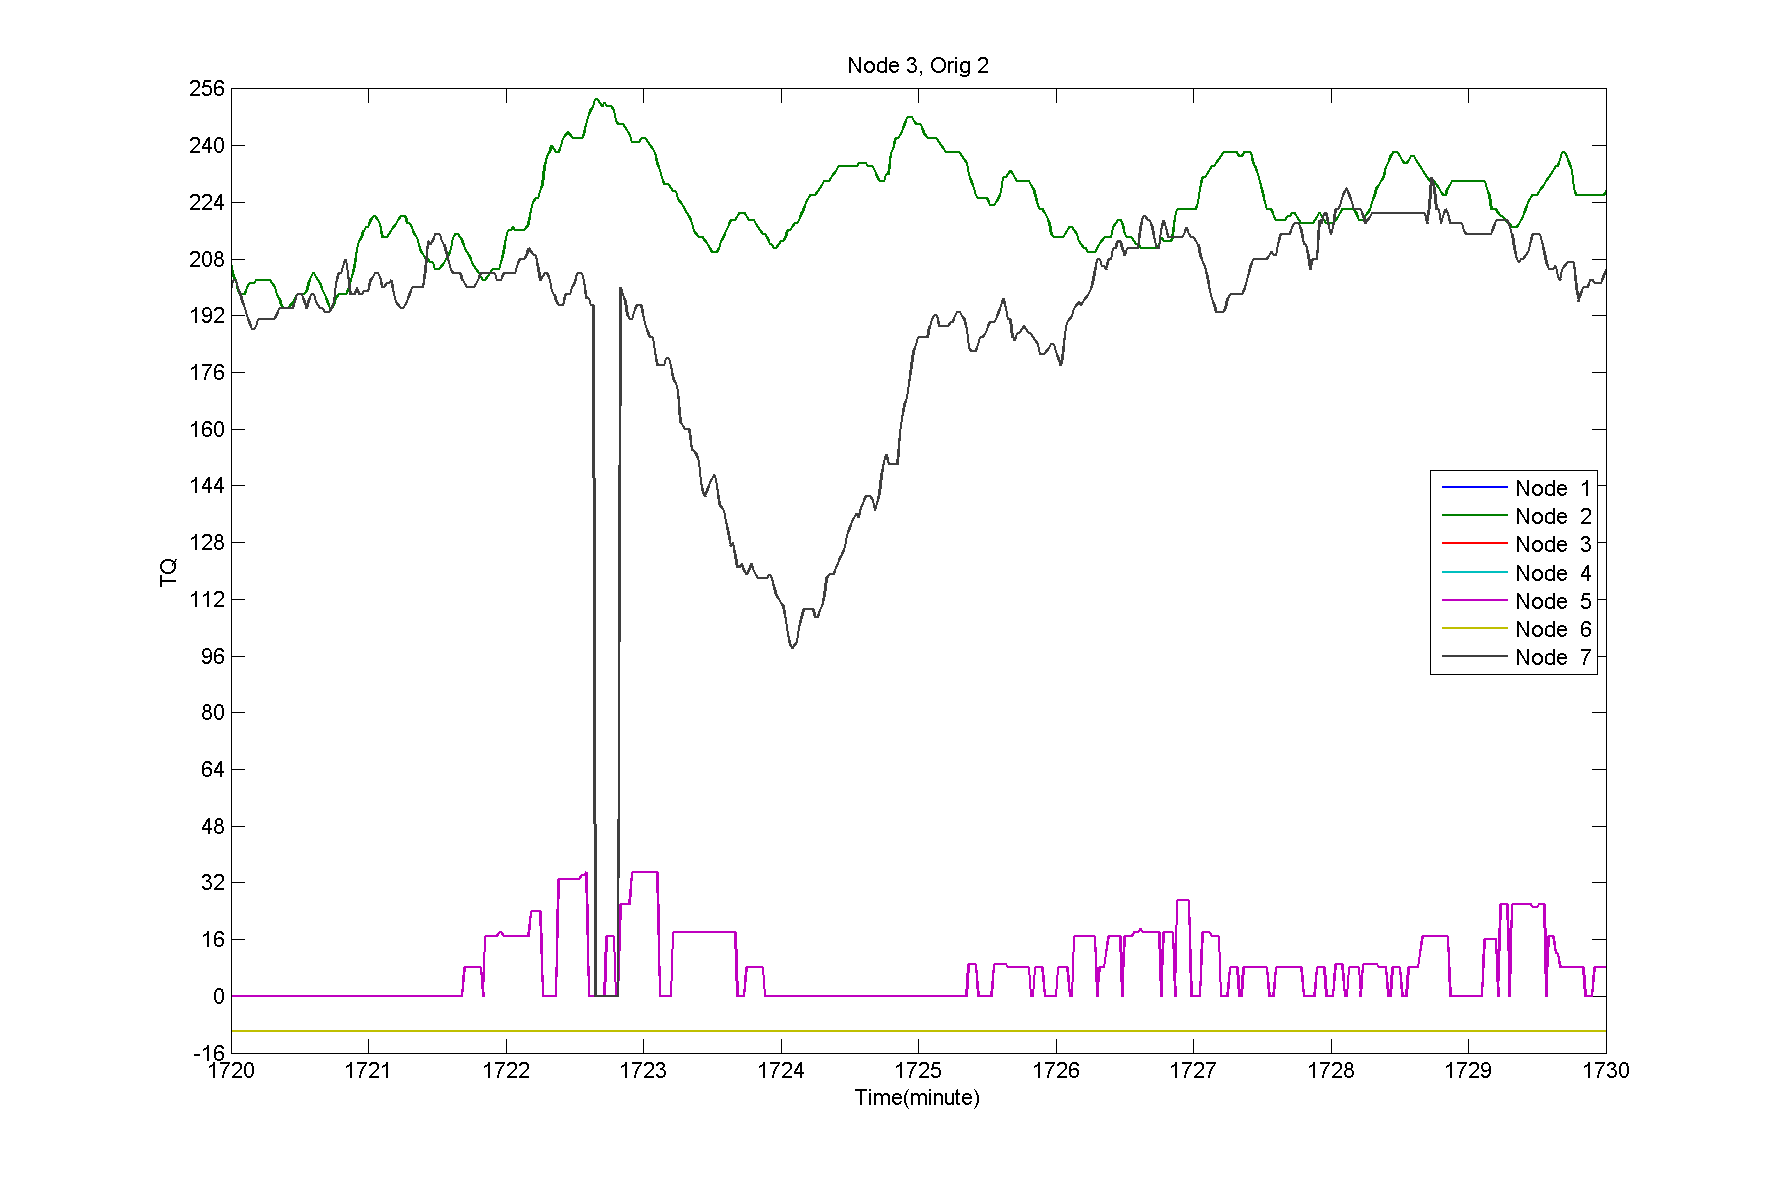 Node 3, Orig 2
256
240
224
208
192
176
160
144
128
112
96
80
64
48
32
16
0
-16
TQ
Node 1
Node 2
Node 3
Node 4
Node 5
Node 6
Node 7
1720 1721 1722 1723 1724 1725 1726 1727 1728 1729 1730
Time(minute)